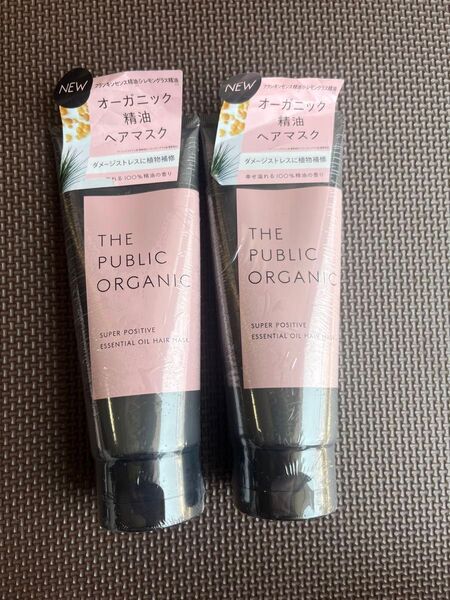 NEW
フランキンセンス精油×レモングラス精油
オーガニック
精油
ヘアマスク
ダメージストレスに植物補修
れる100%精油の香り
THE
PUBLIC
ORGANIC
SUPER POSITIVE
ESSENTIAL OIL HAIR MASK
NEW
フランキンセンス精油×レモングラス精油
オーガニック
精油
ヘアマスク
ダメージストレスに植物補修
幸せ溢れる100%精油の香り
THE
PUBLIC
ORGANIC
SUPER POSITIVE
ESSENTIAL OIL HAIR MASK